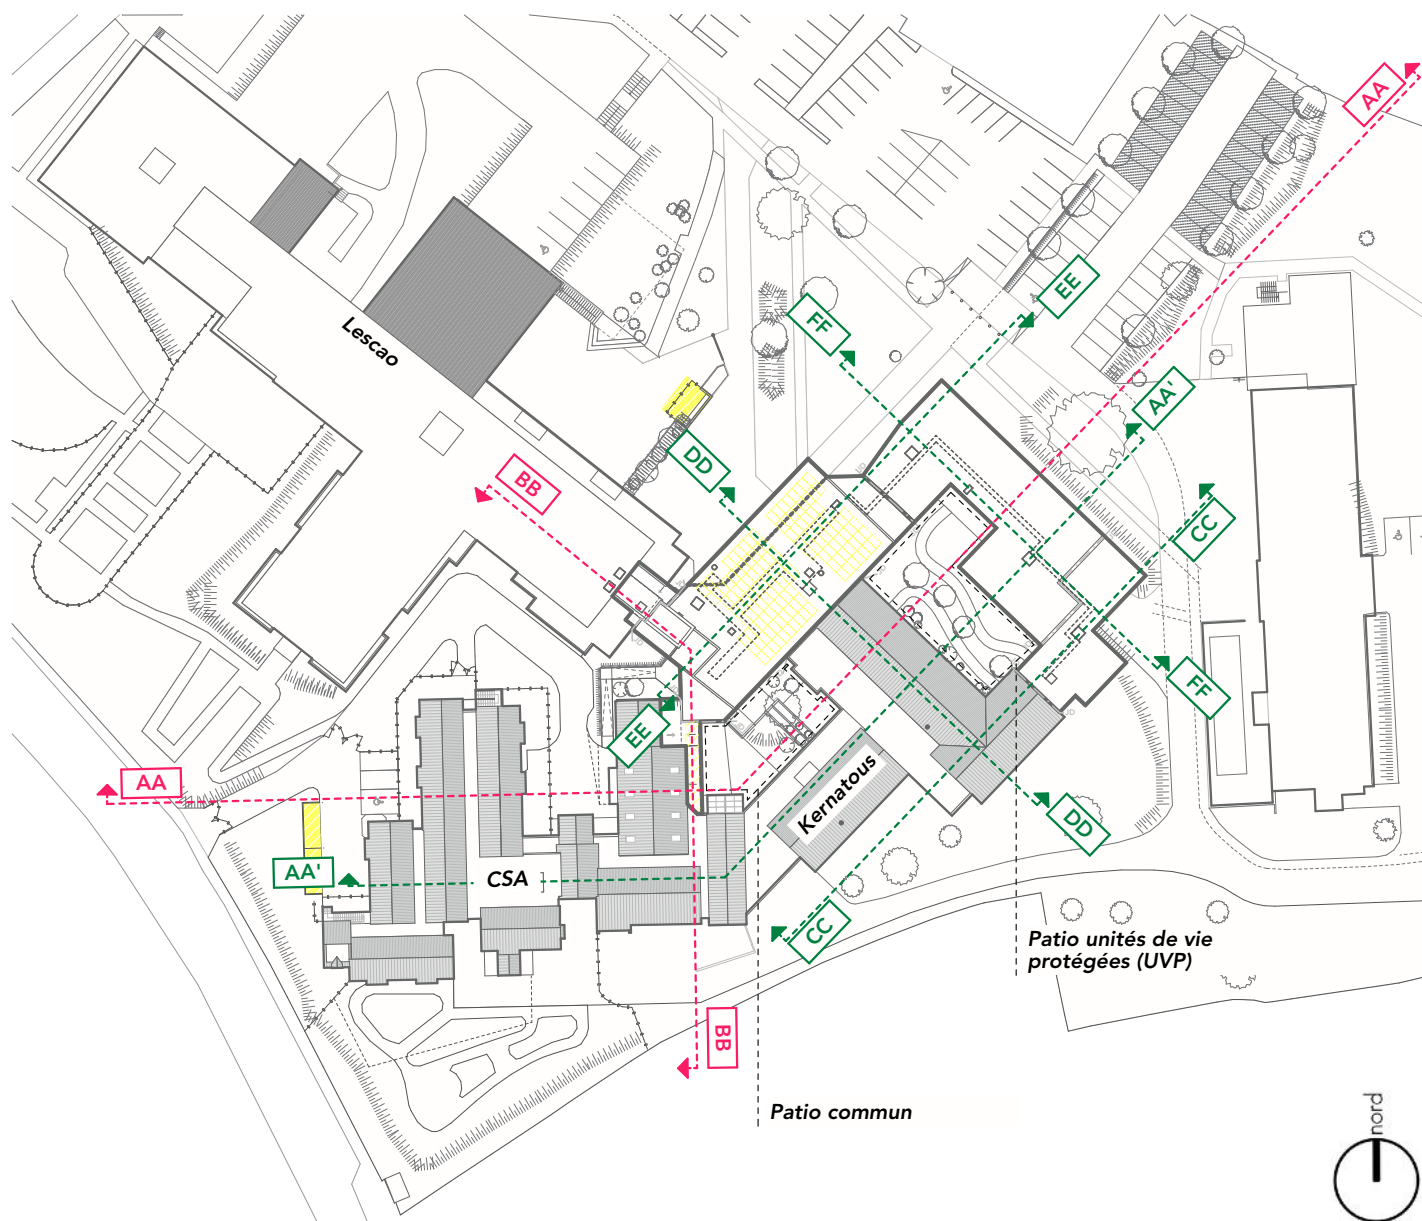 AA
EE
FF
AA'
Lescao
DD
BB
CC
FF
EE
AA
Kernatous
DD
AA'
CSA
CC
Patio unités de vie
protégées (UVP)
BB
Patio commun
nord